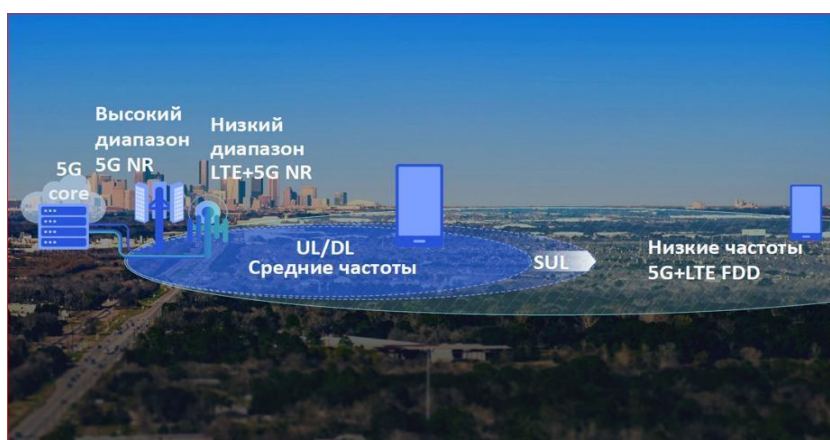 Высокий
диапазон
5G NR
Низкий
диапазон
LTE+5G NR
5G
core
UL/DL
Средние частоты
SUL
Низкие частоты
5G+LTE FDD